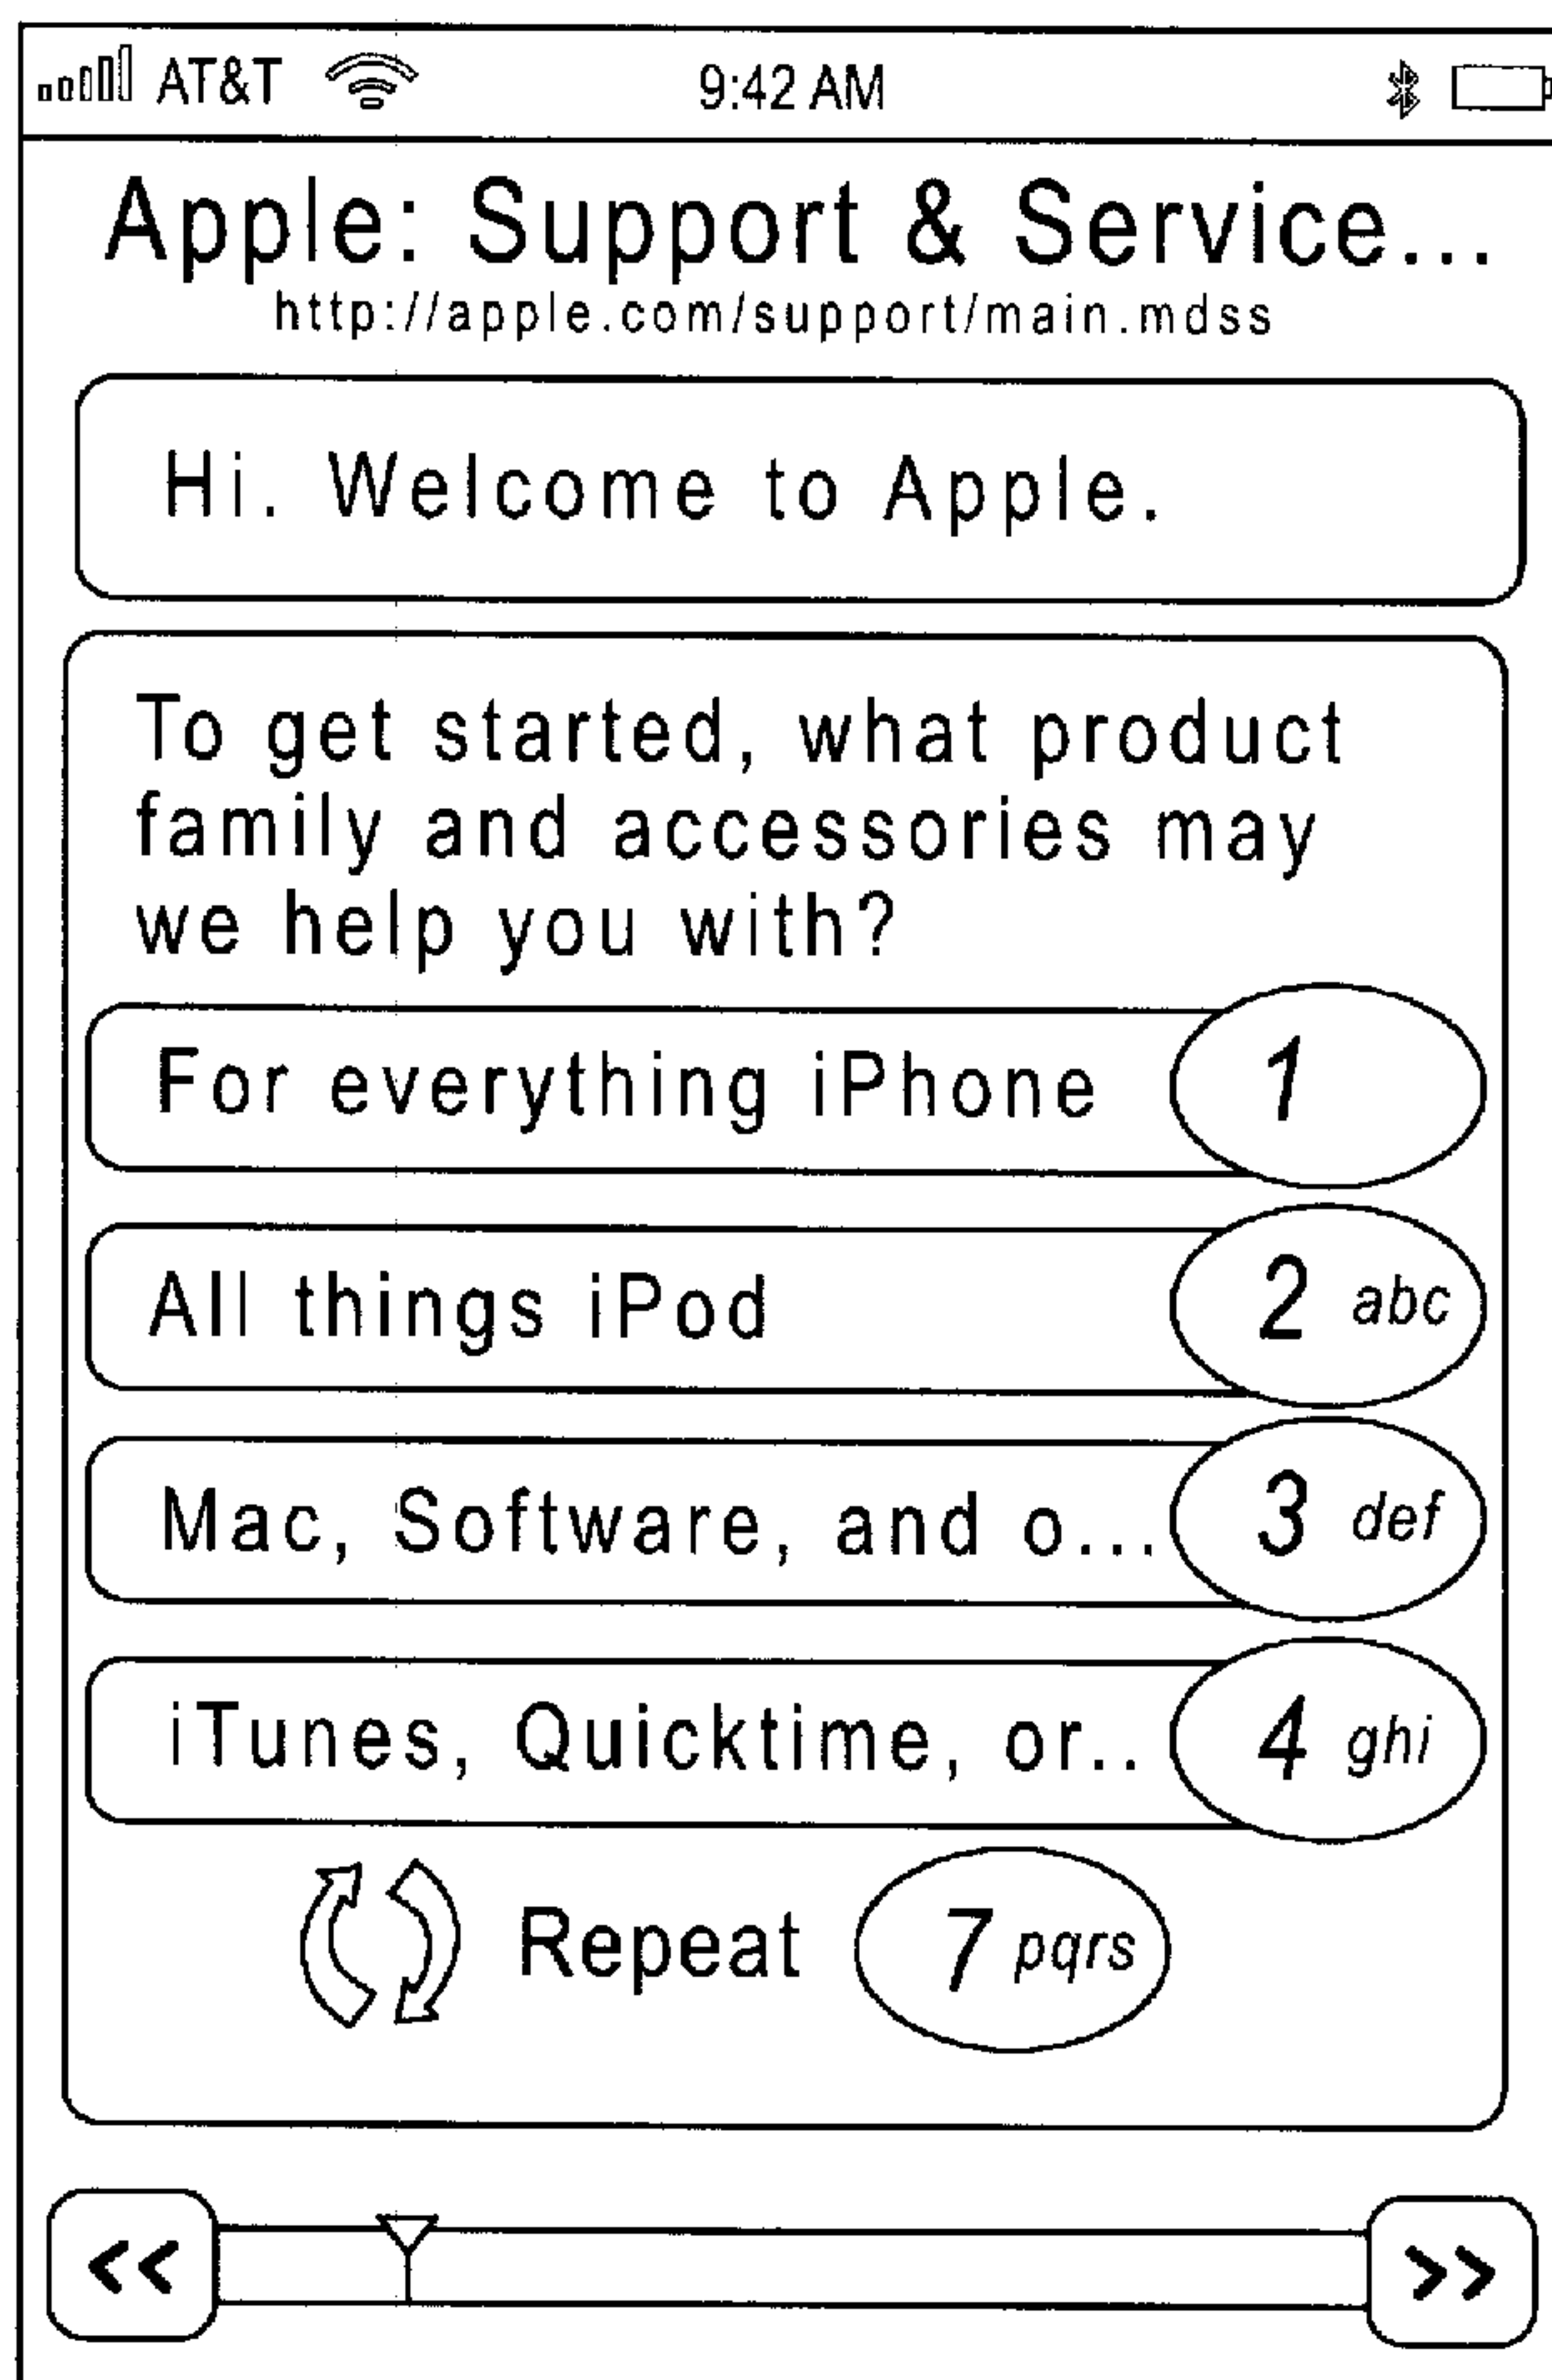 AT&T 9:42 AM
Apple: Support & Service...
http://apple.com/support/main.mdss
Hi. Welcome to Apple.
To get started, what product
family and accessories may
we help you with?
For everything iPhone 1
All things iPod 2 abc
Mac, Software, and o... 3 def
iTunes, Quicktime, or.. 4 ghi
Repeat 7 pqrs
<< >>